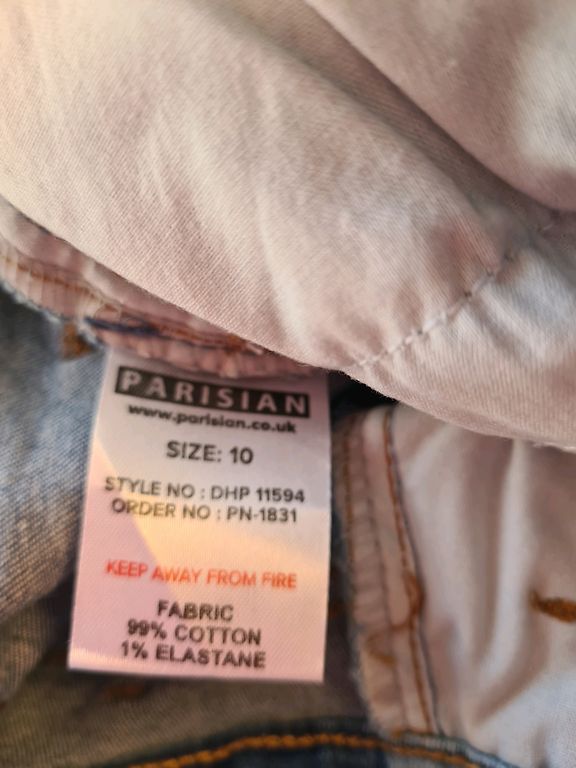 PARISIAN
www.parisian.co.uk
SIZE: 10
STYLE NO : DHP 11594
ORDER NO : PN-1831
KEEP AWAY FROM FIRE
FABRIC
99% COTTON
1% ELASTANE